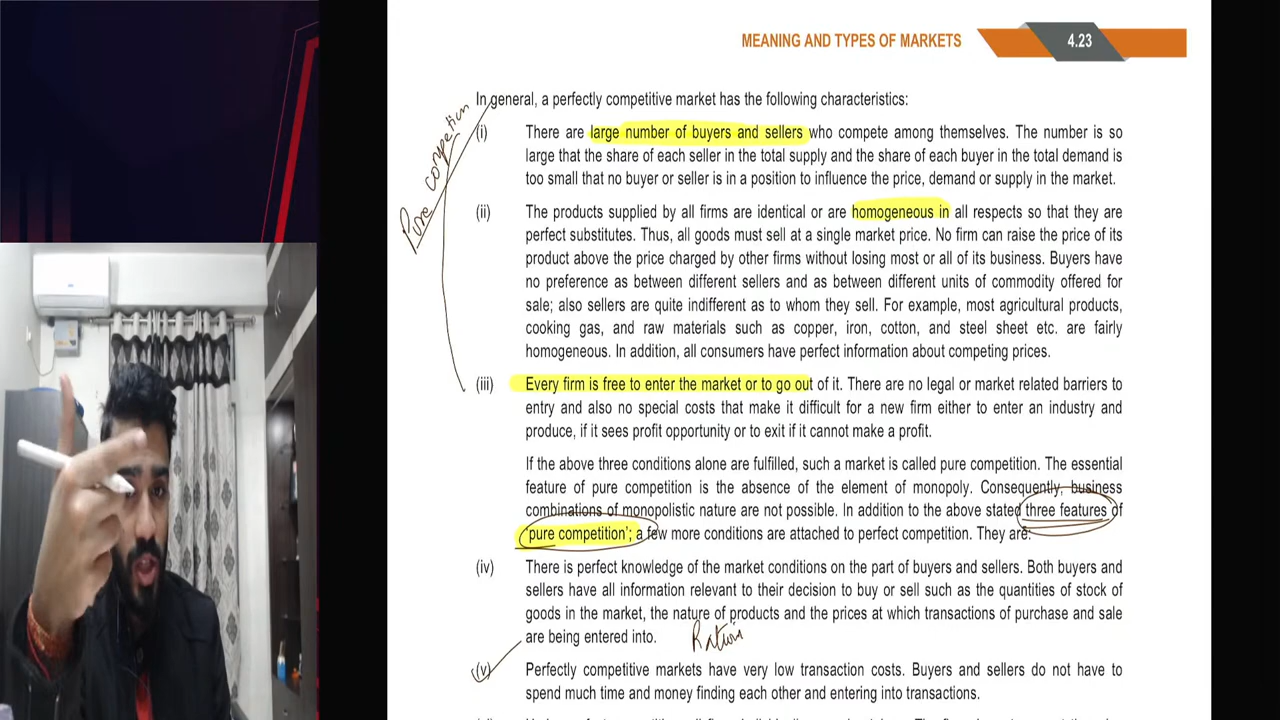 MEANING AND TYPES OF MARKETS 4.23
In general, a perfectly competitive market has the following characteristics:
Pure competion
(i) There are large number of buyers and sellers who compete among themselves. The number is so
large that the share of each seller in the total supply and the share of each buyer in the total demand is
too small that no buyer or seller is in a position to influence the price, demand or supply in the market.
(ii) The products supplied by all firms are identical or are homogeneous in all respects so that they are
perfect substitutes. Thus, all goods must sell at a single market price. No firm can raise the price of its
product above the price charged by other firms without losing most or all of its business. Buyers have
no preference as between different sellers and as between different units of commodity offered for
sale; also sellers are quite indifferent as to whom they sell. For example, most agricultural products,
cooking gas, and raw materials such as copper, iron, cotton, and steel sheet etc. are fairly
homogeneous. In addition, all consumers have perfect information about competing prices.
(iii) Every firm is free to enter the market or to go out of it. There are no legal or market related barriers to
entry and also no special costs that make it difficult for a new firm either to enter an industry and
produce, if it sees profit opportunity or to exit if it cannot make a profit.
If the above three conditions alone are fulfilled, such a market is called pure competition. The essential
feature of pure competition is the absence of the element of monopoly. Consequently, business
combinations of monopolistic nature are not possible. In addition to the above stated three features of
'pure competition'; a few more conditions are attached to perfect competition. They are:
(iv) There is perfect knowledge of the market conditions on the part of buyers and sellers. Both buyers and
sellers have all information relevant to their decision to buy or sell such as the quantities of stock of
goods in the market, the nature of products and the prices at which transactions of purchase and sale
are being entered into.
(v) Perfectly competitive markets have very low transaction costs. Buyers and sellers do not have to
spend much time and money finding each other and entering into transactions.